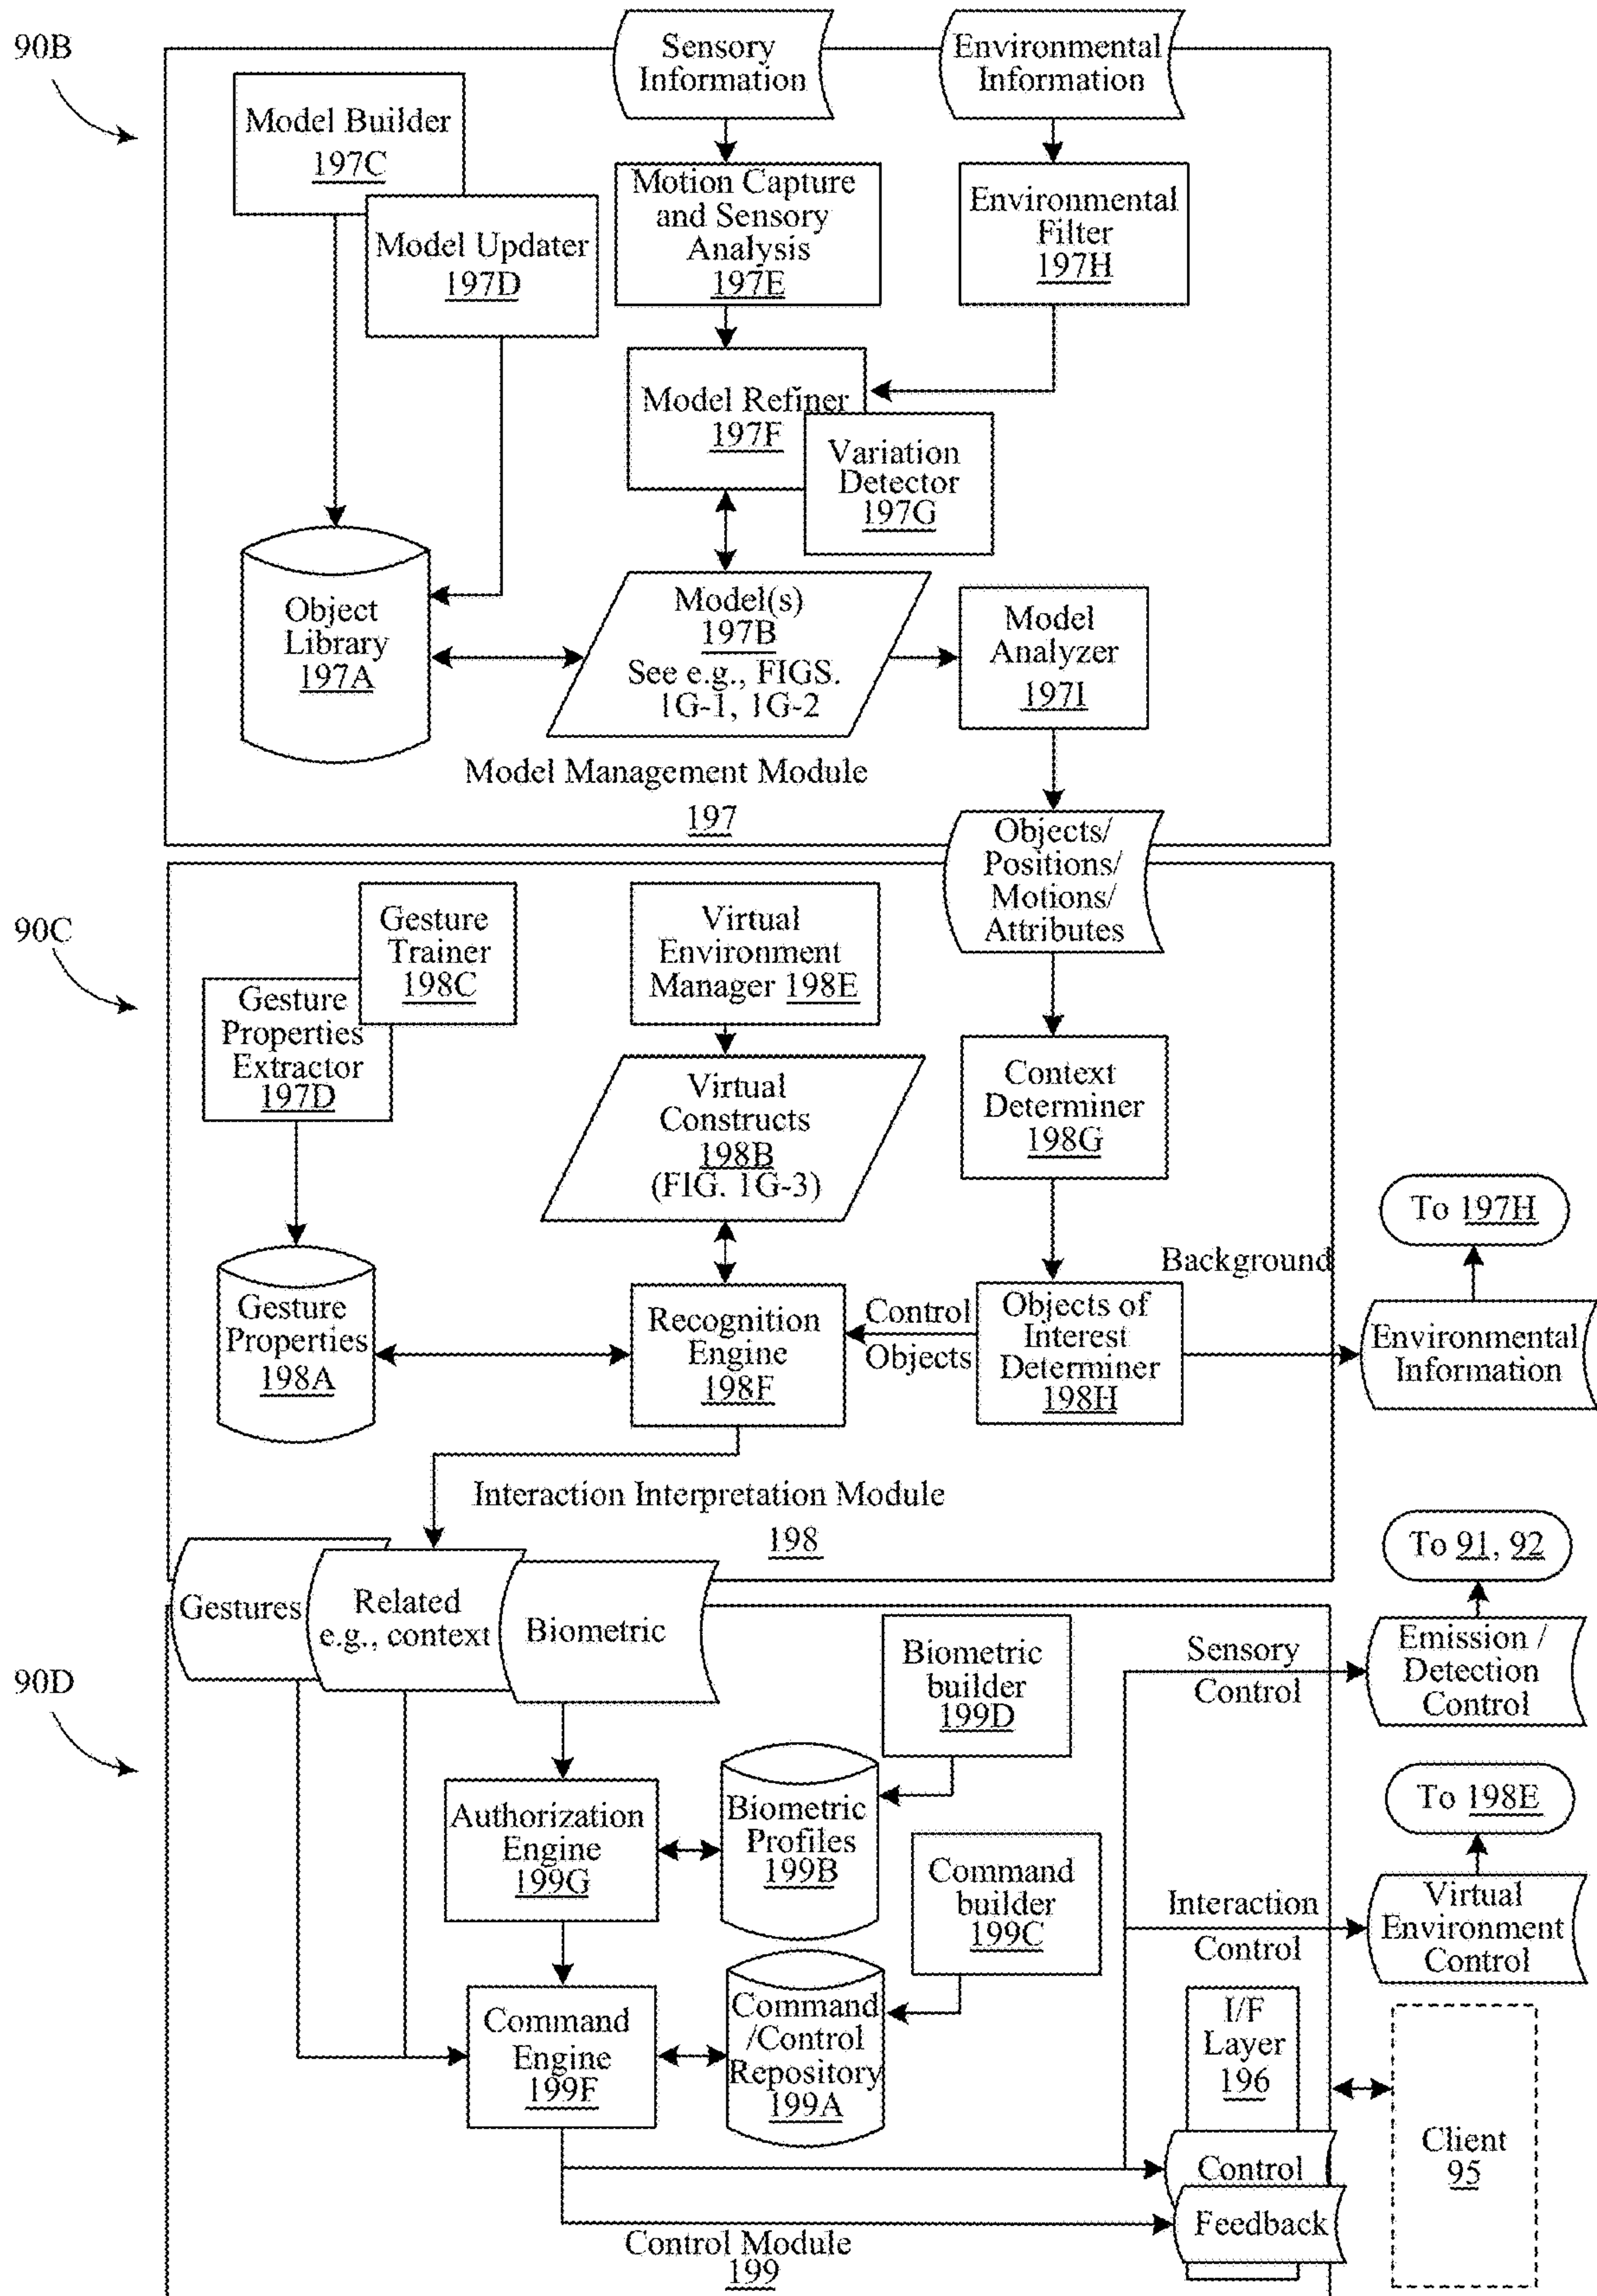 90B
Sensory
Information
Environmental
Information
Model Builder
197C
Model Updater
197D
Motion Capture
and Sensory
Analysis
197E
Environmental
Filter
197H
Model Refiner
197F
Variation
Detector
197G
Object
Library
197A
Model(s)
197B
See e.g., FIGS.
1G-1, 1G-2
Model
Analyzer
197I
Model Management Module
197
Objects/
Positions/
Motions/
Attributes
90C
Gesture
Trainer
198C
Gesture
Properties
Extractor
197D
Virtual
Environment
Manager 198E
Virtual
Constructs
198B
(FIG. 1G-3)
Context
Determiner
198G
To 197H
Background
Gesture
Properties
198A
Recognition
Engine
198F
Control
Objects
Objects of
Interest
Determiner
198H
Environmental
Information
Interaction Interpretation Module
198
To 91, 92
Gestures
Related
e.g., context
Biometric
90D
Biometric
builder
199D
Sensory
Control
Emission /
Detection
Control
Authorization
Engine
199G
Biometric
Profiles
199B
To 198E
Command
builder
199C
Interaction
Control
Virtual
Environment
Control
Command
Engine
199F
Command
/Control
Repository
199A
I/F
Layer
196
Client
95
Control
Feedback
Control Module
199